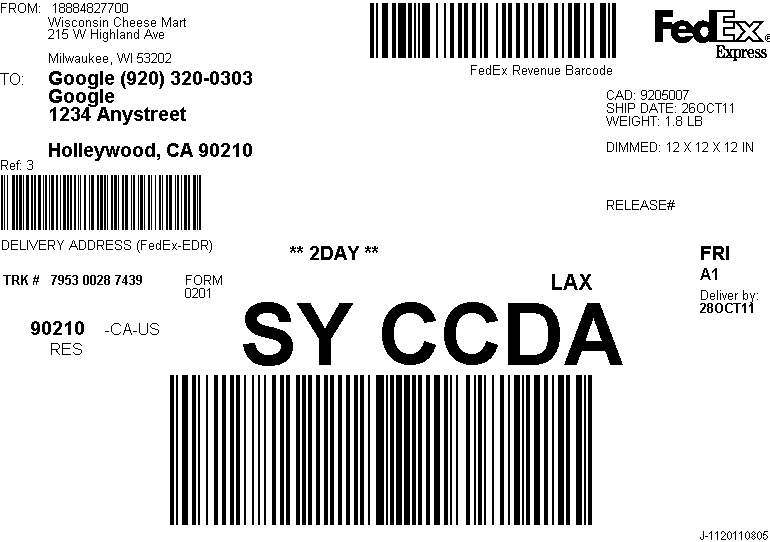 FROM: 18884827700
Wisconsin Cheese Mart
215 W Highland Ave
Milwaukee, WI 53202
TO: Google (920) 320-0303
Google
1234 Anystreet
Holleywood, CA 90210
Ref: 3
FedEx Revenue Barcode
FedEx®
Express
CAD: 9205007
SHIP DATE: 26OCT11
WEIGHT: 1.8 LB
DIMMED: 12 X 12 X 12 IN
RELEASE#
DELIVERY ADDRESS (FedEx-EDR)
** 2DAY **
FRI
A1
Deliver by:
28OCT11
TRK # 7953 0028 7439 FORM
0201
LAX
SY CCDA
90210 -CA-US
RES
J-1120110805